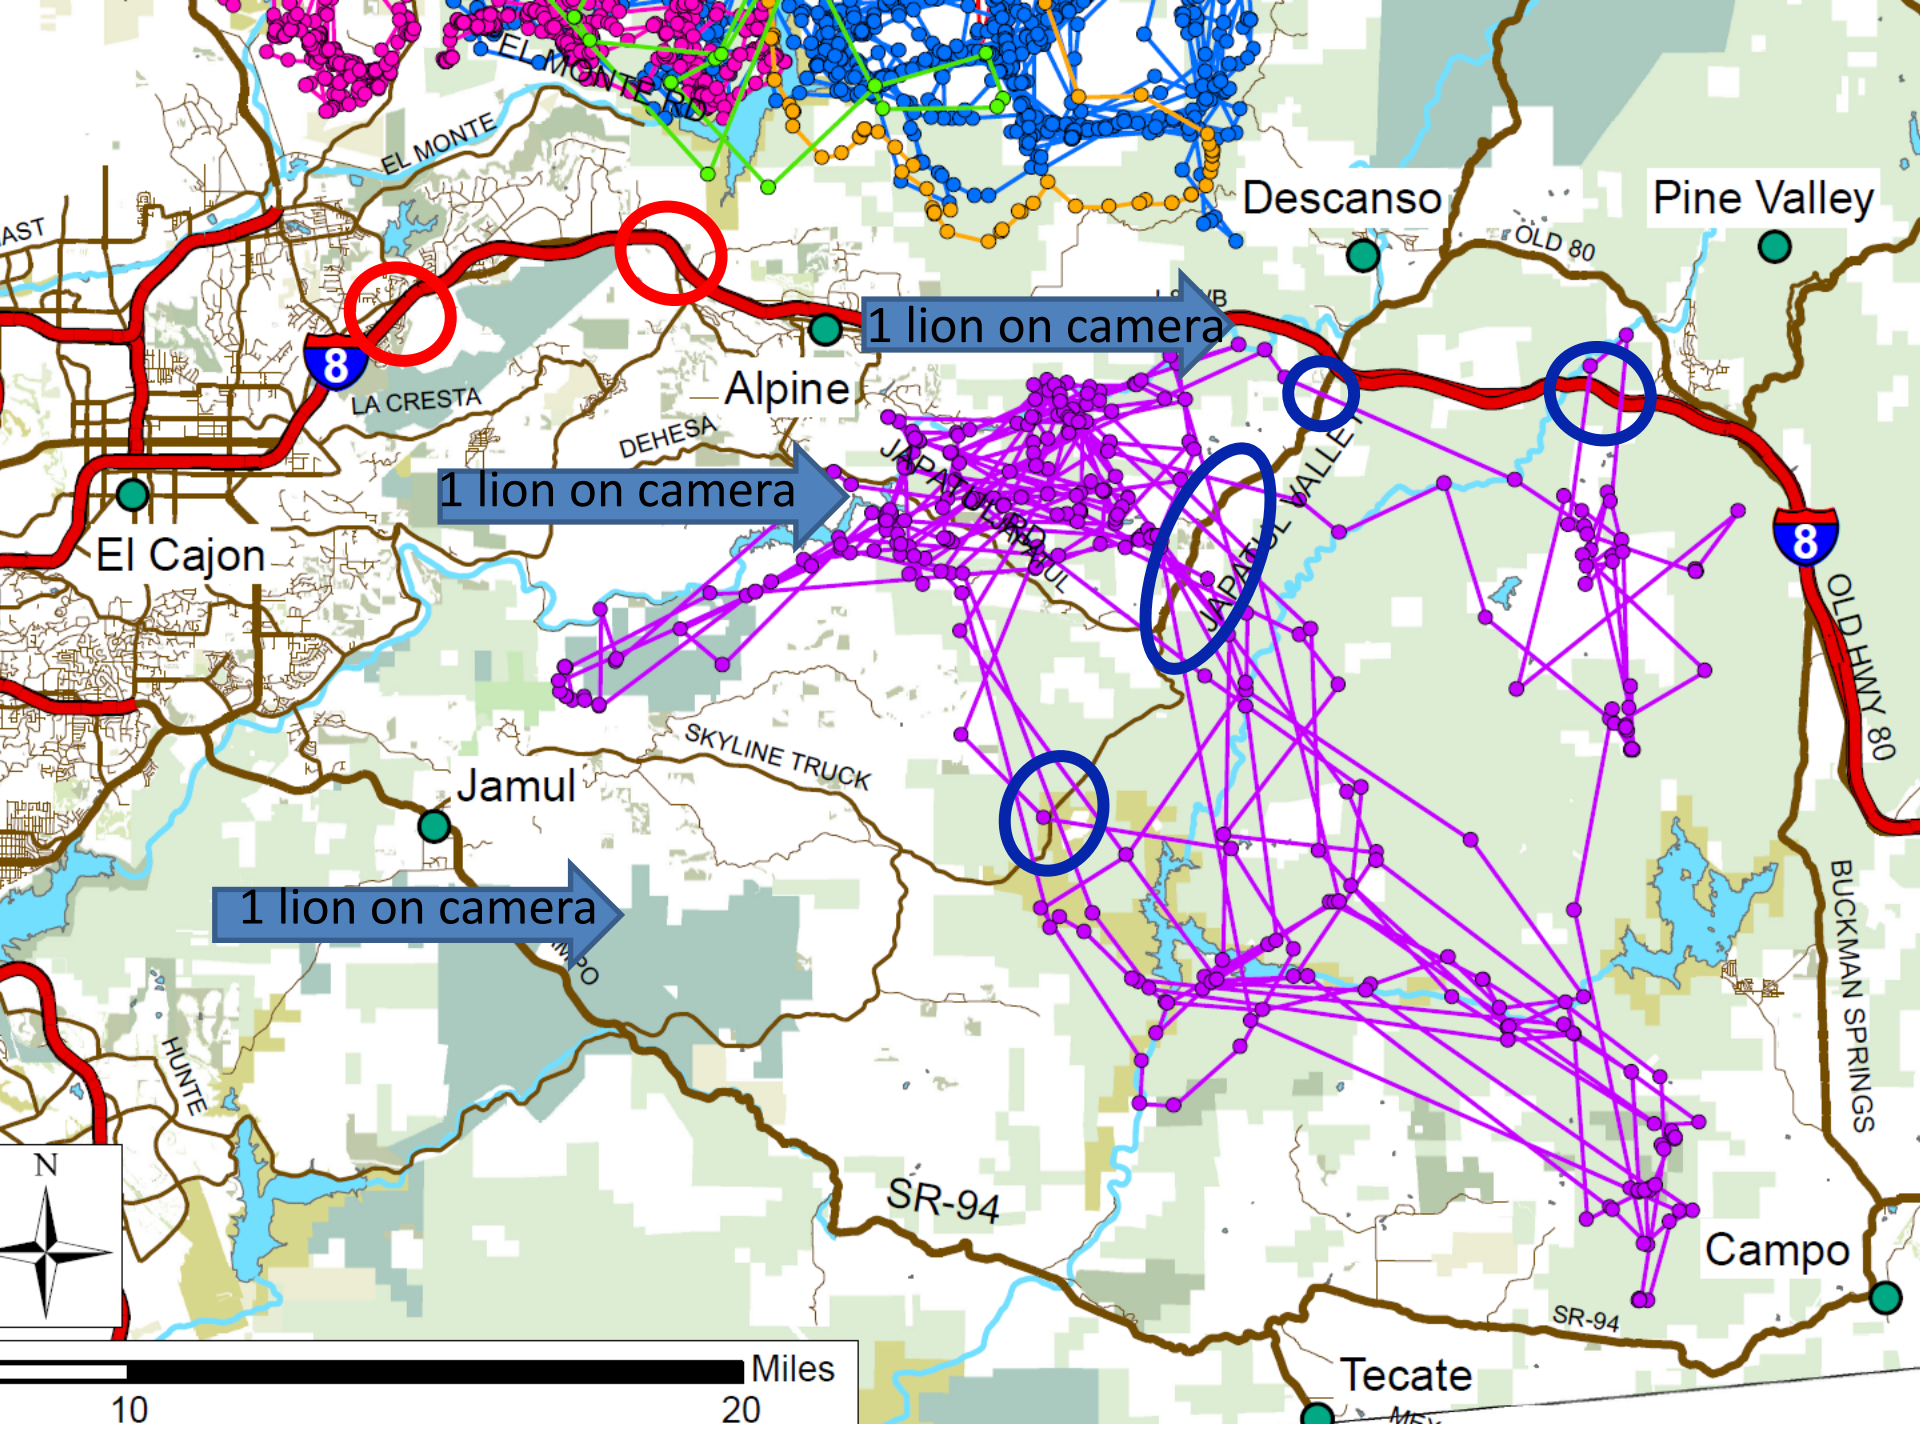 EL MONTE RD
EL MONTE
Descanso
Pine Valley
OLD 80
1 lion on camera
8
Alpine
LA CRESTA
DEHESA
1 lion on camera
JAPATUL VALLEY
JAPATUL
8
El Cajon
OLD HWY 80
SKYLINE TRUCK
Jamul
1 lion on camera
BUCKMAN SPRINGS
HUNTE
N
SR-94
Campo
SR-94
Miles
Tecate
10
20